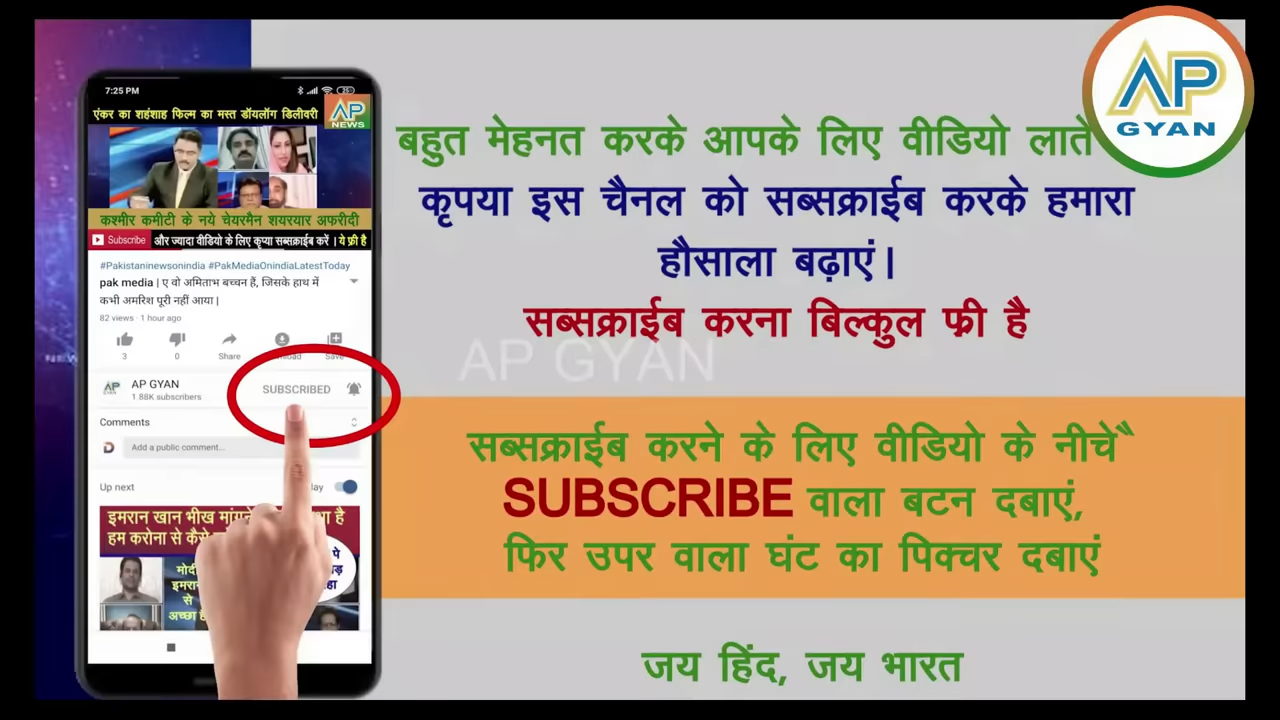 7:25 PM
एंकर का शहंशाह फिल्म का मस्त डॉयलॉग डिलीवरी
AP
NEWS
कश्मीर कमीटी के नये चेयरमैन शयरयार अफरीदी
Subscribe और ज्यादा वीडियो के लिए कृप्या सब्सक्राईब करें । ये फ्री है
#Pakistaninewsonindia #PakMediaOnindiaLatestToday
pak media | ए वो अमिताभ बच्चन हैं, जिसके हाथ में
कभी अमरिश पूरी नहीं आया |
82 views · 1 hour ago
3 0 Share Save
AP GYAN
1.88K subscribers
SUBSCRIBED
Comments
Add a public comment...
Up next
इमरान खान भीख मांगने है
हम करोना से कैसे
मोदी
इमरान
से
अच्छा
AP
GYAN
बहुत मेहनत करके आपके लिए वीडियो लाते
कृपया इस चैनल को सब्सक्राईब करके हमारा
हौसाला बढ़ाएं।
सब्सक्राईब करना बिल्कुल फ्री है
AP GYAN
सब्सक्राईब करने के लिए वीडियो के नीचे
SUBSCRIBE वाला बटन दबाएं,
फिर उपर वाला घंट का पिक्चर दबाएं
जय हिंद, जय भारत